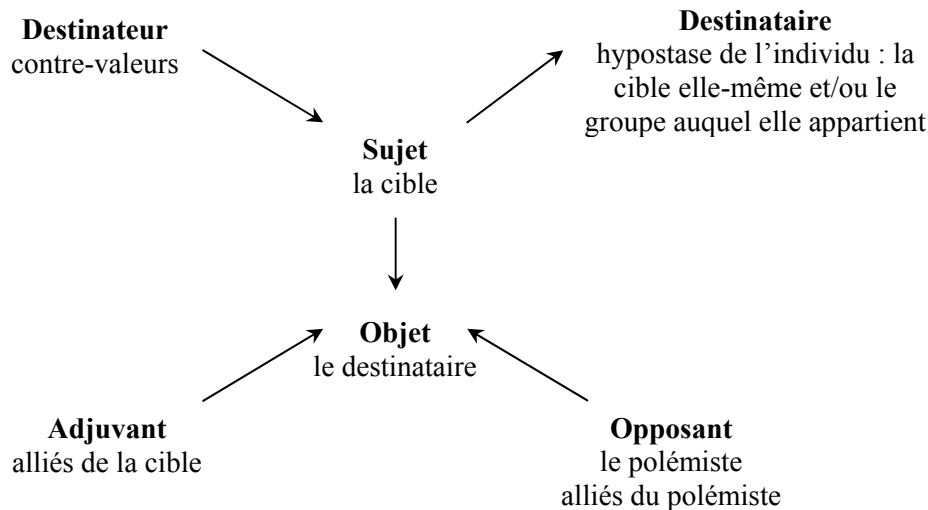 Destinateur
contre-valeurs
Destinataire
hypostase de l’individu : la
cible elle-même et/ou le
groupe auquel elle appartient
Sujet
la cible
Objet
le destinataire
Adjuvant
alliés de la cible
Opposant
le polémiste
alliés du polémiste